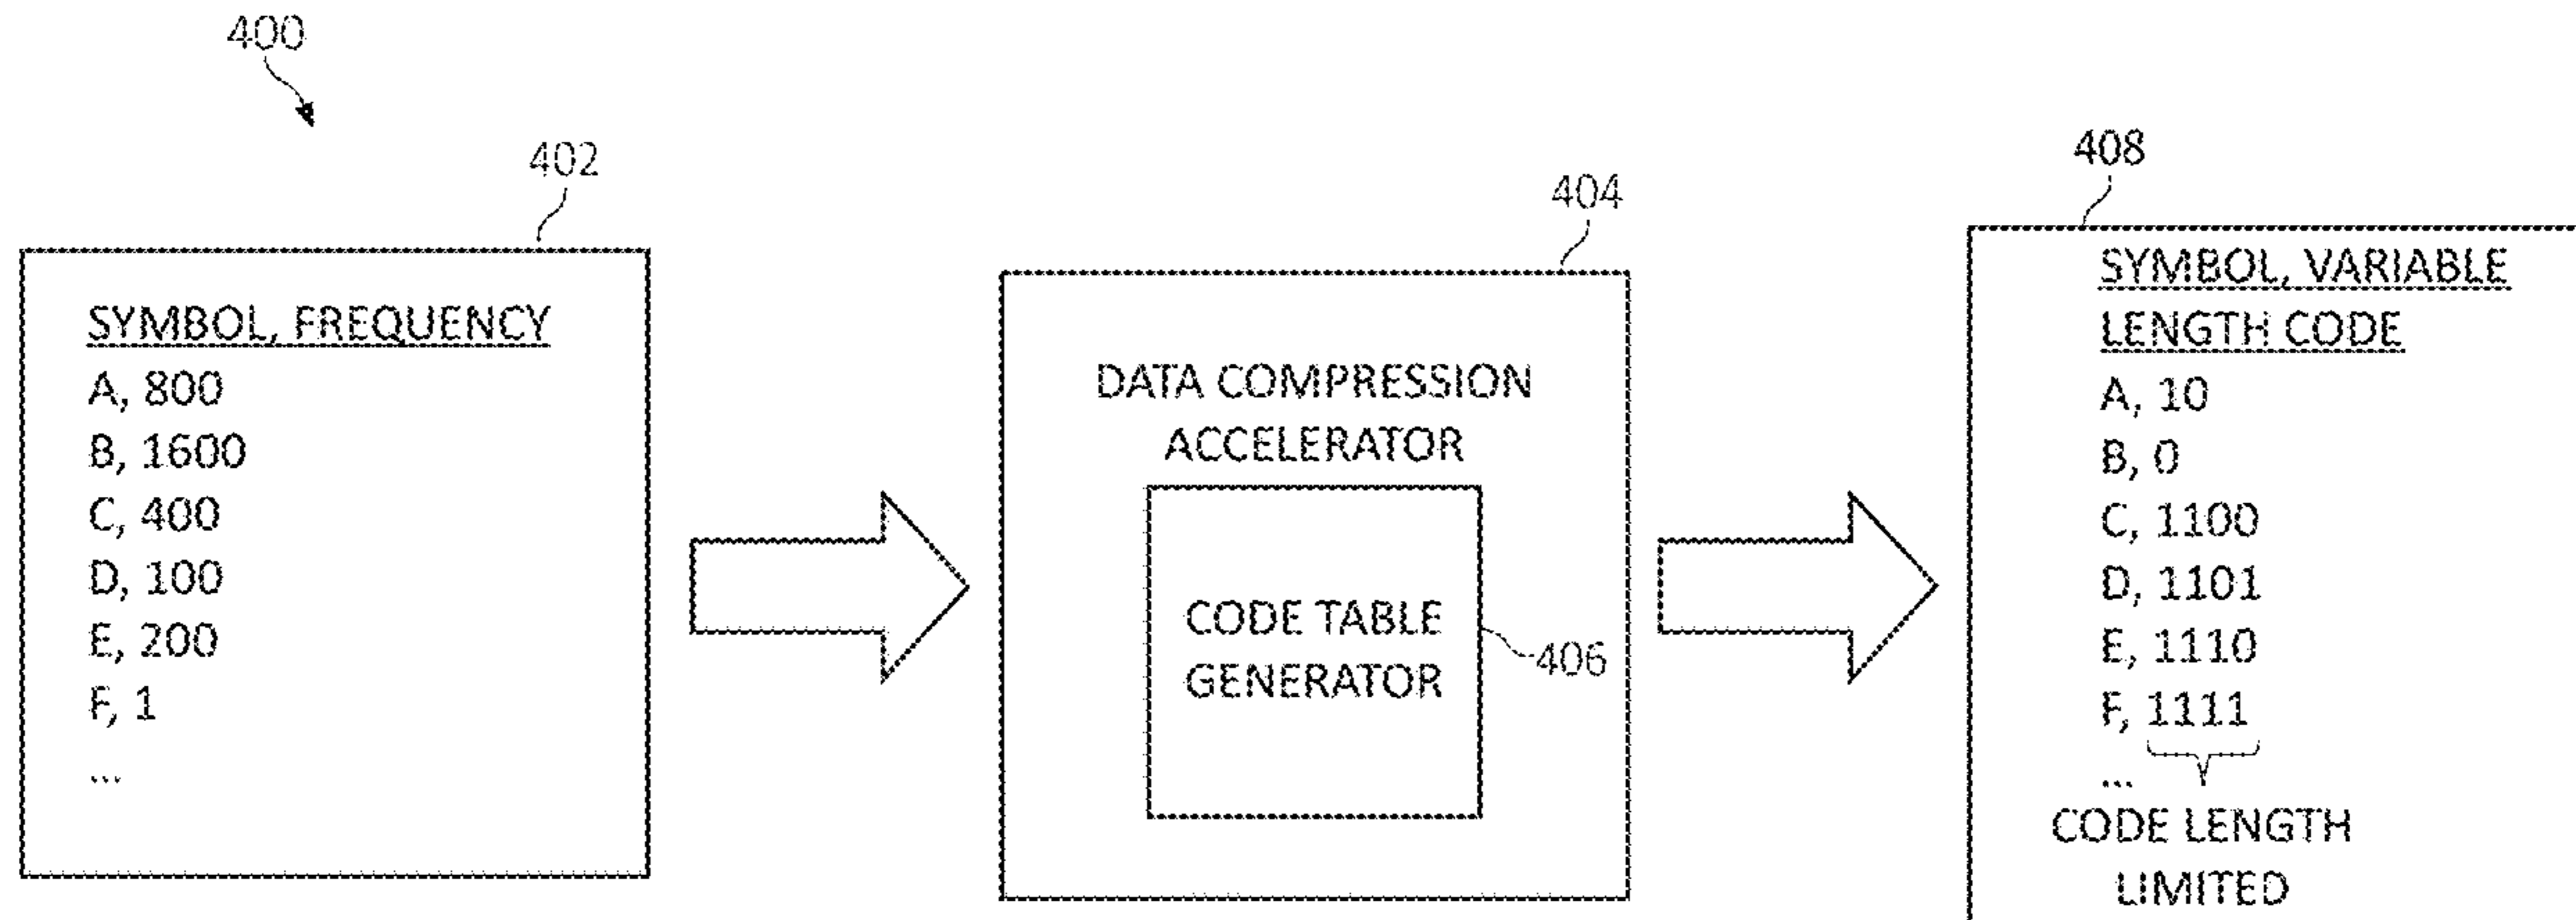 400
402
SYMBOL, FREQUENCY
A, 800
B, 1600
C, 400
D, 100
E, 200
F, 1
...
404
DATA COMPRESSION
ACCELERATOR
CODE TABLE
GENERATOR
406
408
SYMBOL, VARIABLE
LENGTH CODE
A, 10
B, 0
C, 1100
D, 1101
E, 1110
F, 1111
...
CODE LENGTH
LIMITED